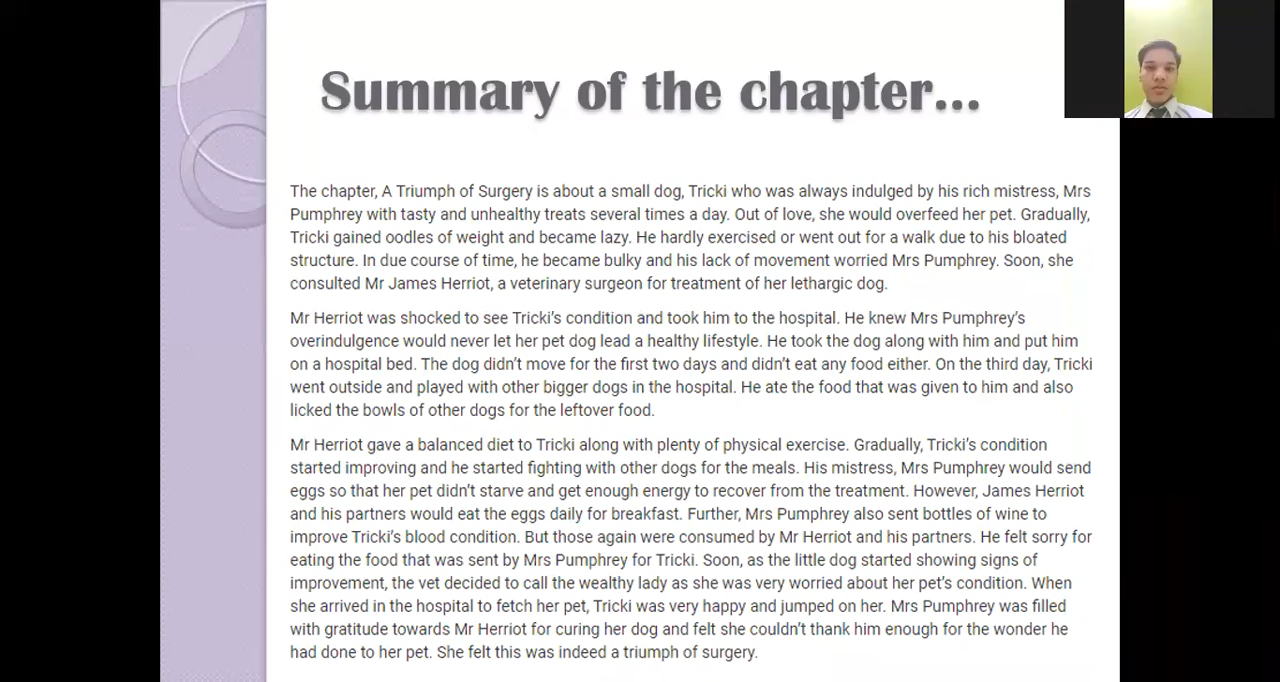 Summary of the chapter...
The chapter, A Triumph of Surgery is about a small dog, Tricki who was always indulged by his rich mistress, Mrs
Pumphrey with tasty and unhealthy treats several times a day. Out of love, she would overfeed her pet. Gradually,
Tricki gained oodles of weight and became lazy. He hardly exercised or went out for a walk due to his bloated
structure. In due course of time, he became bulky and his lack of movement worried Mrs Pumphrey. Soon, she
consulted Mr James Herriot, a veterinary surgeon for treatment of her lethargic dog.
Mr Herriot was shocked to see Tricki's condition and took him to the hospital. He knew Mrs Pumphrey's
overindulgence would never let her pet dog lead a healthy lifestyle. He took the dog along with him and put him
on a hospital bed. The dog didn't move for the first two days and didn't eat any food either. On the third day, Tricki
went outside and played with other bigger dogs in the hospital. He ate the food that was given to him and also
licked the bowls of other dogs for the leftover food.
Mr Herriot gave a balanced diet to Tricki along with plenty of physical exercise. Gradually, Tricki's condition
started improving and he started fighting with other dogs for the meals. His mistress, Mrs Pumphrey would send
eggs so that her pet didn't starve and get enough energy to recover from the treatment. However, James Herriot
and his partners would eat the eggs daily for breakfast. Further, Mrs Pumphrey also sent bottles of wine to
improve Tricki's blood condition. But those again were consumed by Mr Herriot and his partners. He felt sorry for
eating the food that was sent by Mrs Pumphrey for Tricki. Soon, as the little dog started showing signs of
improvement, the vet decided to call the wealthy lady as she was very worried about her pet's condition. When
she arrived in the hospital to fetch her pet, Tricki was very happy and jumped on her. Mrs Pumphrey was filled
with gratitude towards Mr Herriot for curing her dog and felt she couldn't thank him enough for the wonder he
had done to her pet. She felt this was indeed a triumph of surgery.